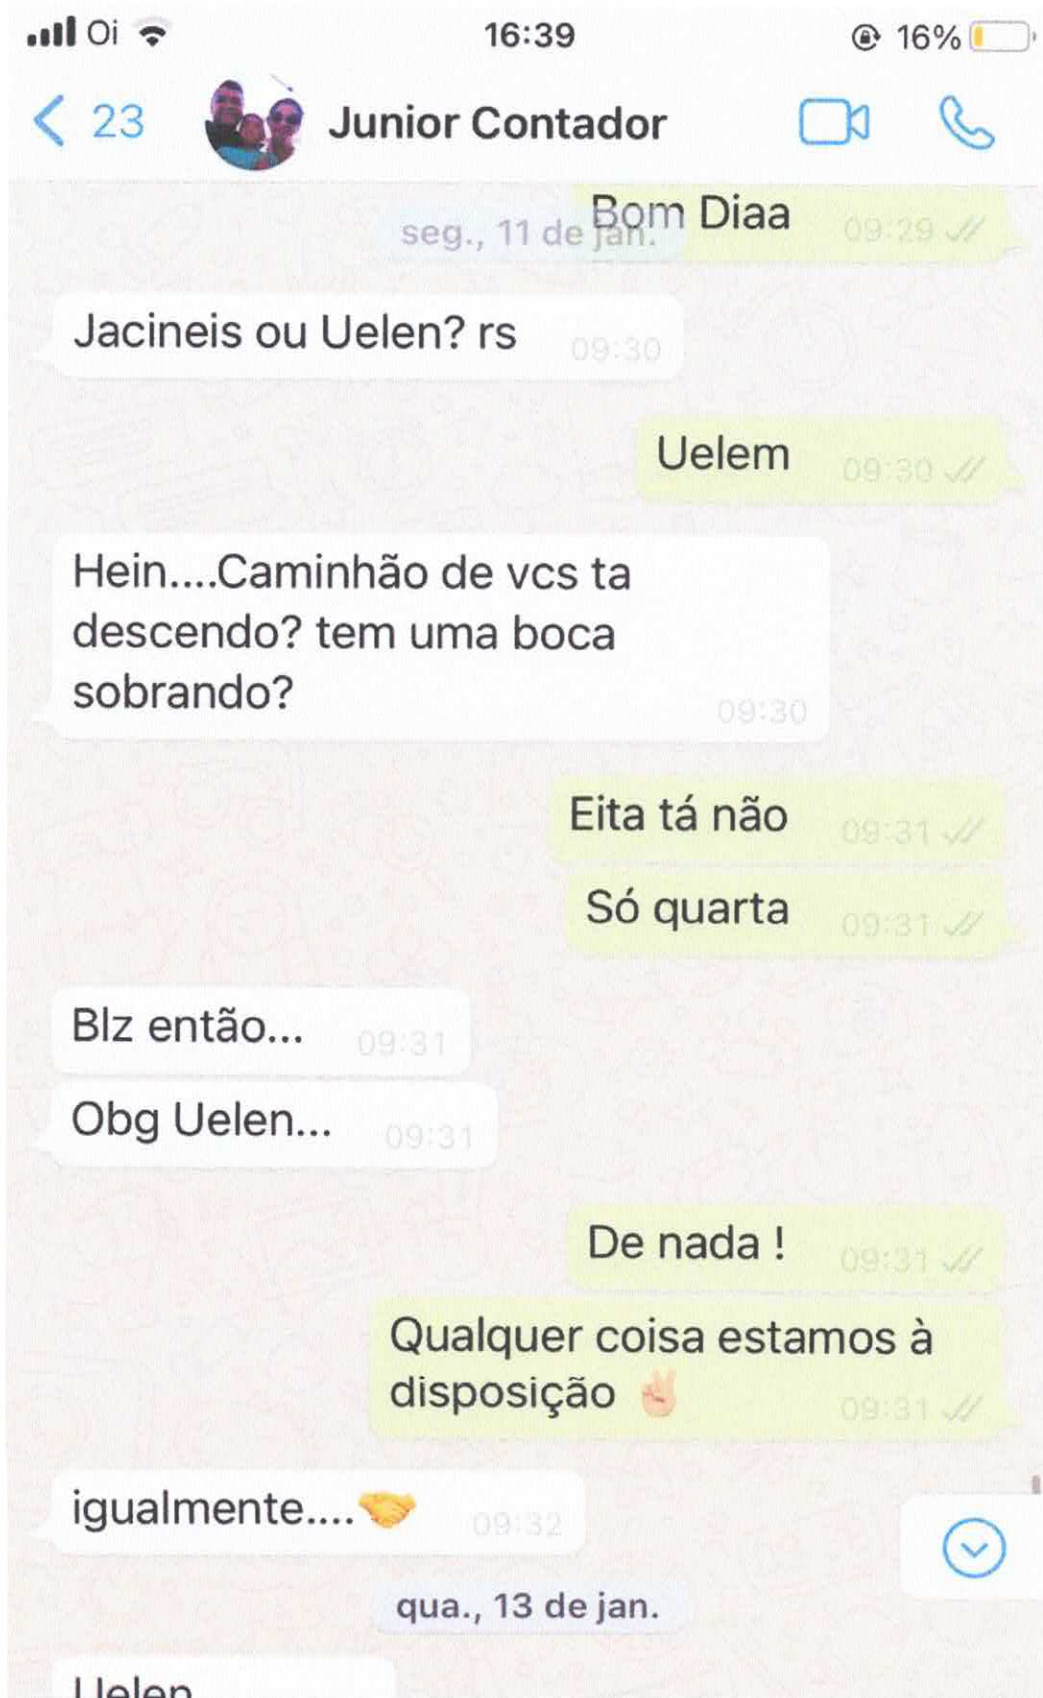 Oi 16:39 16%
23 Junior Contador
seg., 11 de jan.
Bom Diaa 09:29
Jacineis ou Uelen? rs 09:30
Uelem 09:30
Hein....Caminhão de vcs ta
descendo? tem uma boca
sobrando? 09:30
Eita tá não 09:31
Só quarta 09:31
Blz então... 09:31
Obg Uelen... 09:31
De nada ! 09:31
Qualquer coisa estamos à
disposição ✌🏻 09:31
igualmente....🤝 09:32
qua., 13 de jan.
Uelen